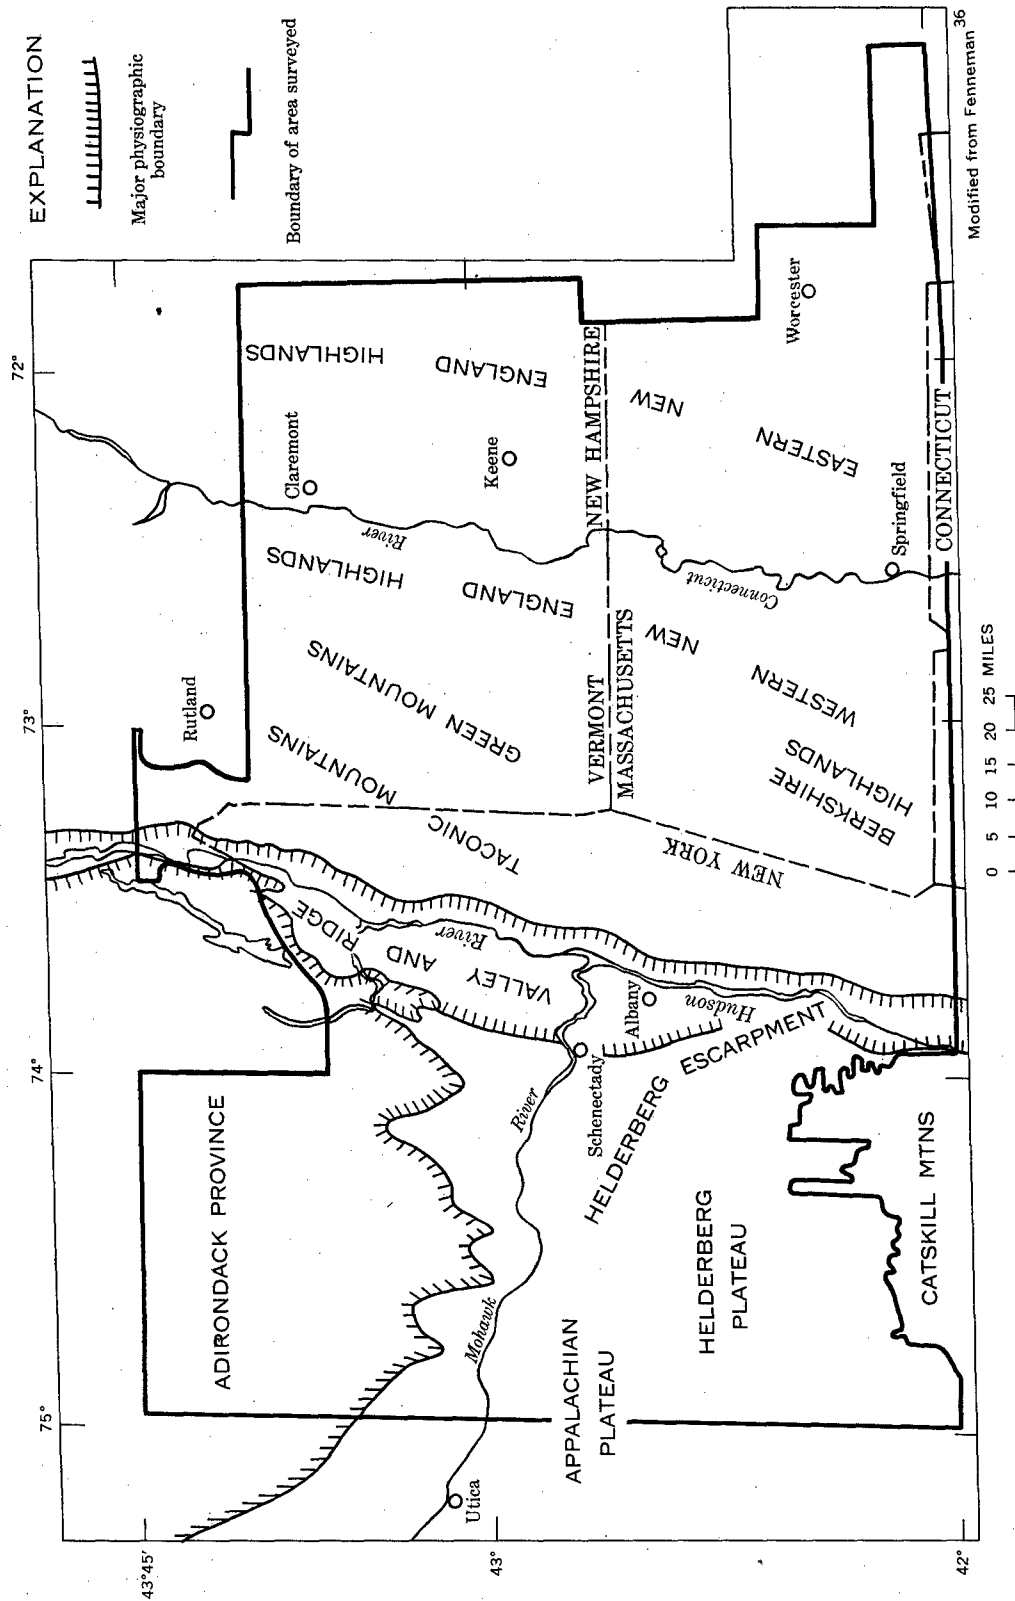 EXPLANATION
Major physiographic
boundary
Boundary of area surveyed
75°
74°
73°
72°
43°45'
43°
42°
ADIRONDACK PROVINCE
Rutland
Claremont
Keene
Utica
Mohawk
River
Schenectady
Albany
Hudson
River
VALLEY AND
RIDGE
TACONIC
MOUNTAINS
GREEN MOUNTAINS
WESTERN
NEW
ENGLAND
HIGHLANDS
Connecticut
River
EASTERN
NEW
ENGLAND
HIGHLANDS
VERMONT
MASSACHUSETTS
NEW HAMPSHIRE
NEW YORK
BERKSHIRE
HIGHLANDS
Springfield
Worcester
CONNECTICUT
APPALACHIAN
PLATEAU
HELDERBERG
ESCARPMENT
HELDERBERG
PLATEAU
CATSKILL MTNS
0 5 10 15 20 25 MILES
Modified from Fenneman 36